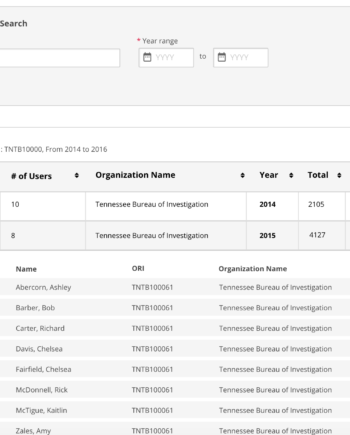 Search
* Year range
YYYY to YYYY
: TNTB10000, From 2014 to 2016
# of Users Organization Name Year Total
10 Tennessee Bureau of Investigation 2014 2105
8 Tennessee Bureau of Investigation 2015 4127
Name ORI Organization Name
Abercorn, Ashley TNTB100061 Tennessee Bureau of Investigation
Barber, Bob TNTB100061 Tennessee Bureau of Investigation
Carter, Richard TNTB100061 Tennessee Bureau of Investigation
Davis, Chelsea TNTB100061 Tennessee Bureau of Investigation
Fairfield, Chelsea TNTB100061 Tennessee Bureau of Investigation
McDonnell, Rick TNTB100061 Tennessee Bureau of Investigation
McTigue, Kaitlin TNTB100061 Tennessee Bureau of Investigation
Zales, Amy TNTB100061 Tennessee Bureau of Investigation